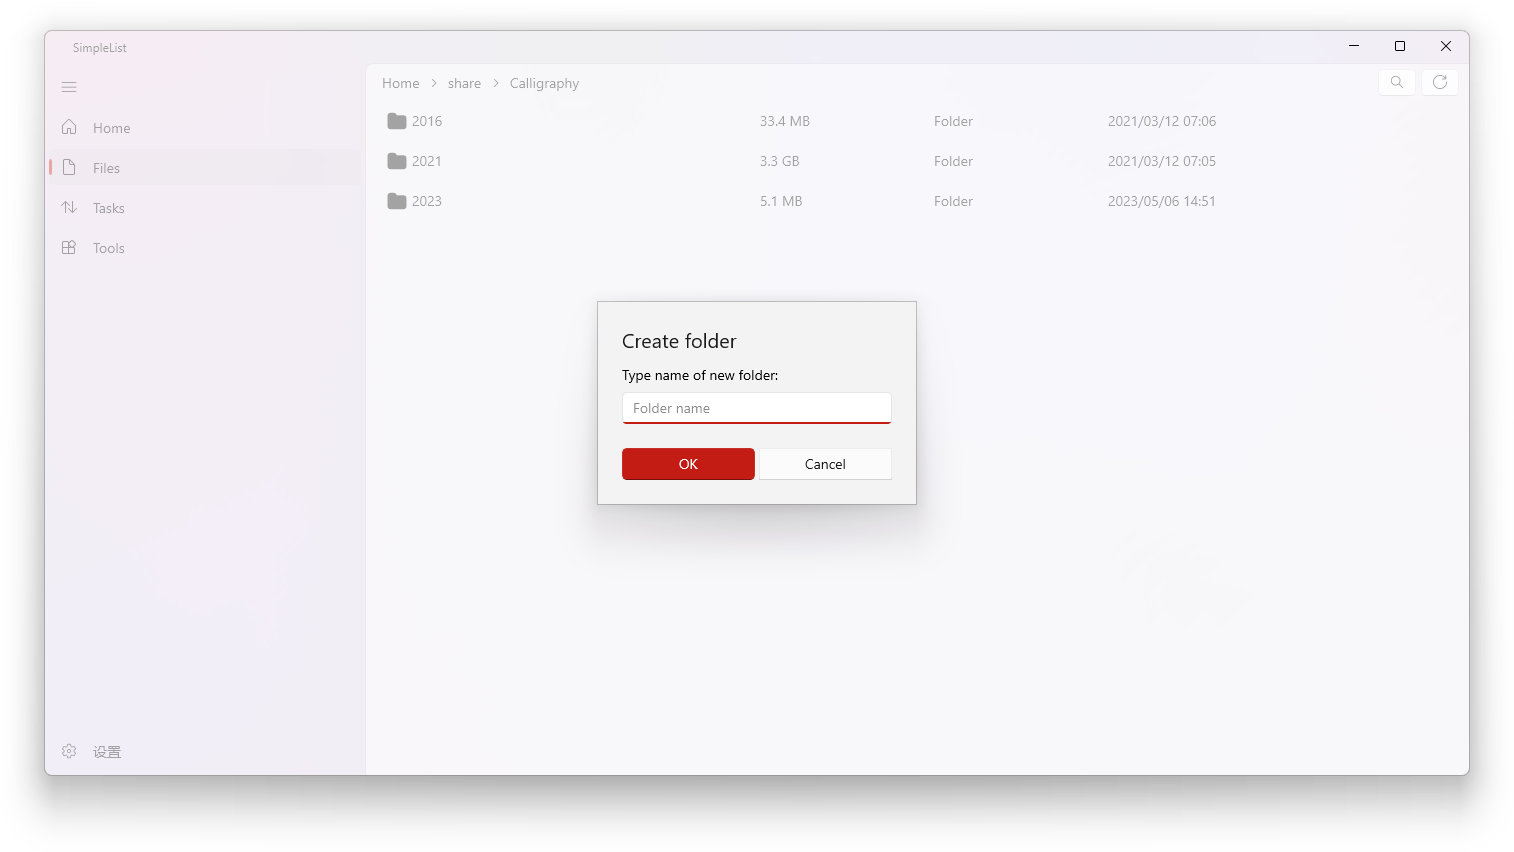 SimpleList
Home
Files
Tasks
Tools
设置
Home > share > Calligraphy
2016 33.4 MB Folder 2021/03/12 07:06
2021 3.3 GB Folder 2021/03/12 07:05
2023 5.1 MB Folder 2023/05/06 14:51
Create folder
Type name of new folder:
Folder name
OK Cancel